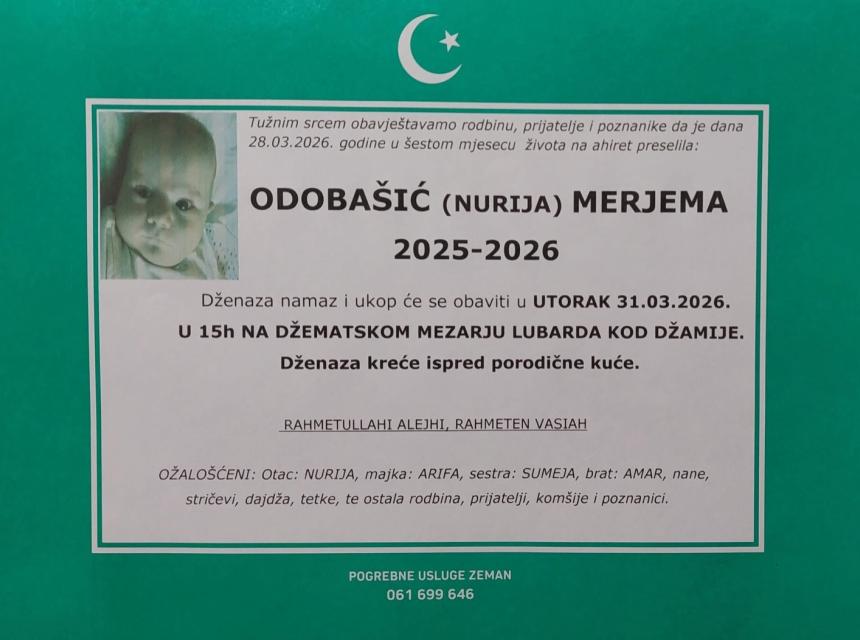 Tužnim srcem obavještavamo rodbinu, prijatelje i poznanike da je dana
28.03.2026. godine u šestom mjesecu života na ahiret preselila:
ODOBAŠIĆ (NURIJA) MERJEMA
2025-2026
Dženaza namaz i ukop će se obaviti u UTORAK 31.03.2026.
U 15h NA DŽEMATSKOM MEZARJU LUBARDA KOD DŽAMIJE.
Dženaza kreće ispred porodične kuće.
RAHMETULLAHI ALEJHI, RAHMETEN VASIAH
OŽALOŠĆENI: Otac: NURIJA, majka: ARIFA, sestra: SUMEJA, brat: AMAR, nane,
stričevi, dajdža, tetke, te ostala rodbina, prijatelji, komšije i poznanici.
POGREBNE USLUGE ZEMAN
061 699 646